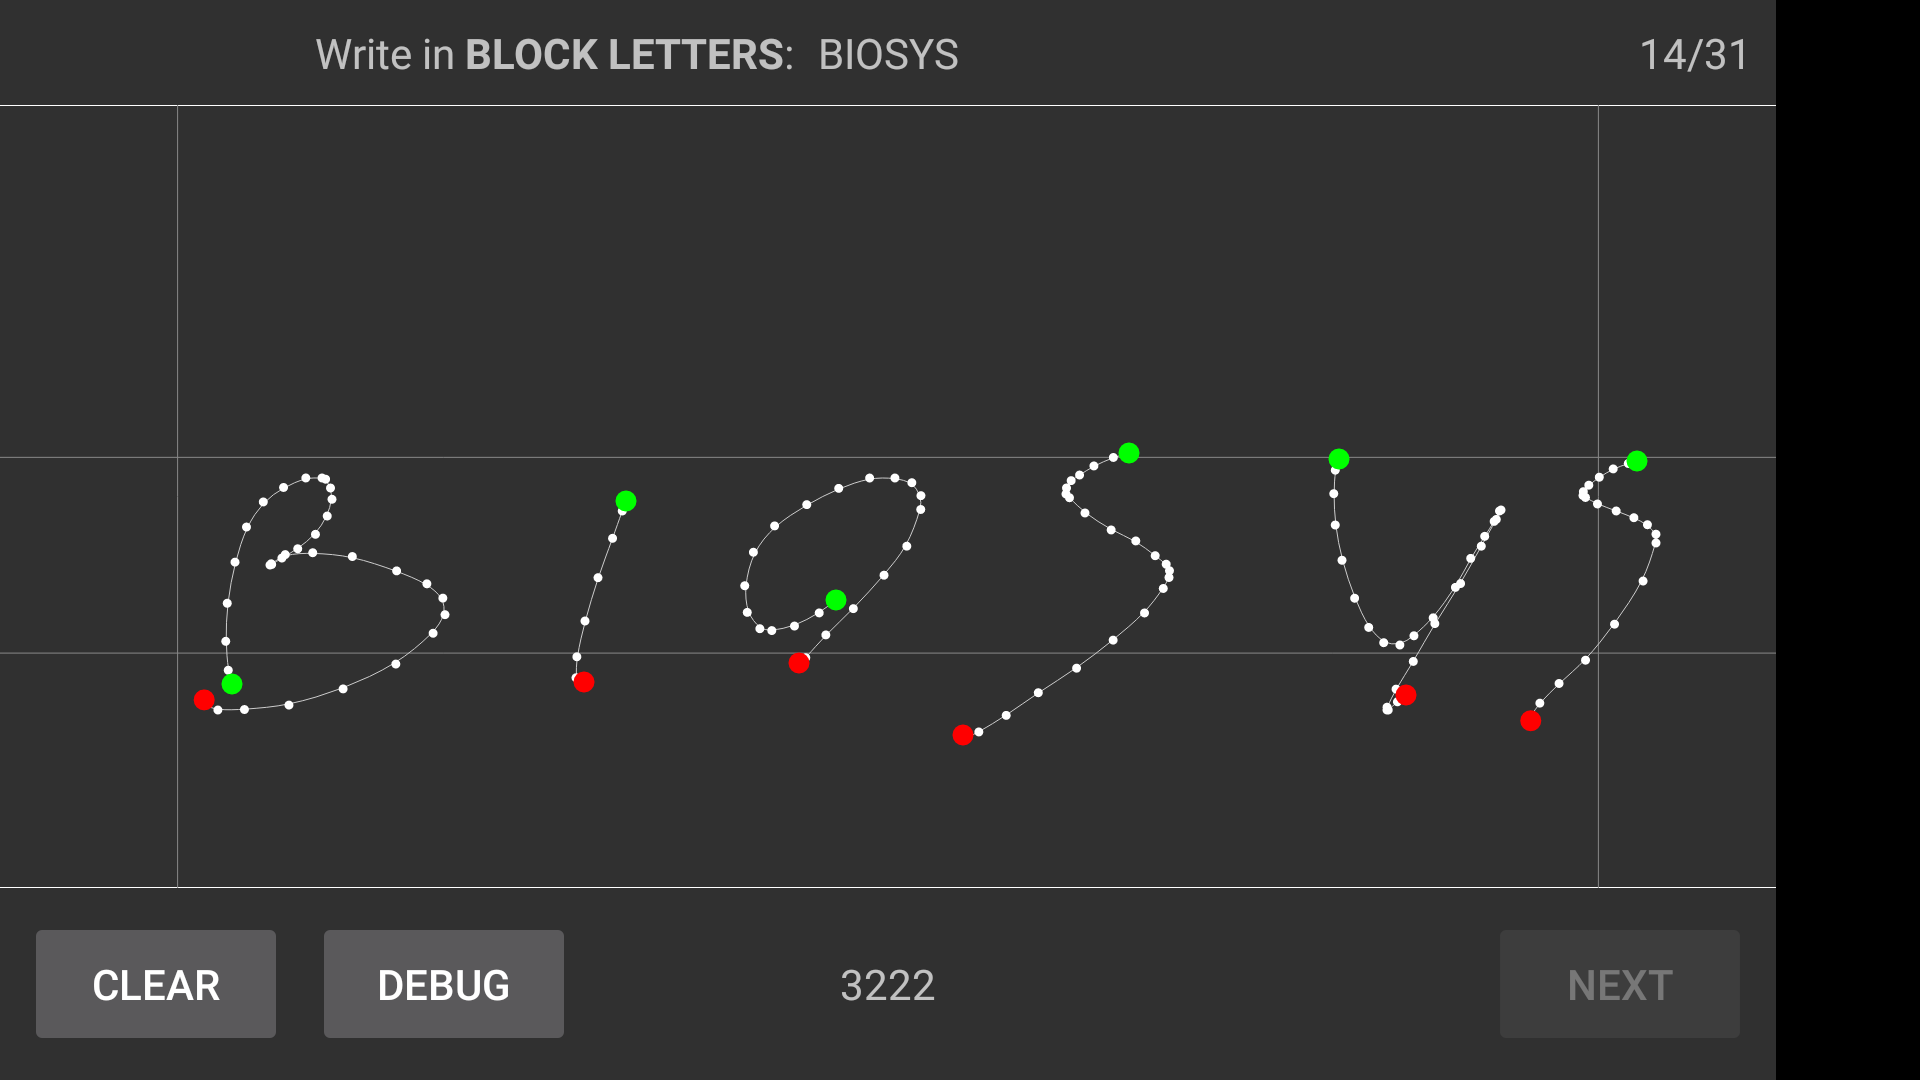 Write in BLOCK LETTERS: BIOSYS 14/31
BIOSYS
CLEAR DEBUG 3222 NEXT